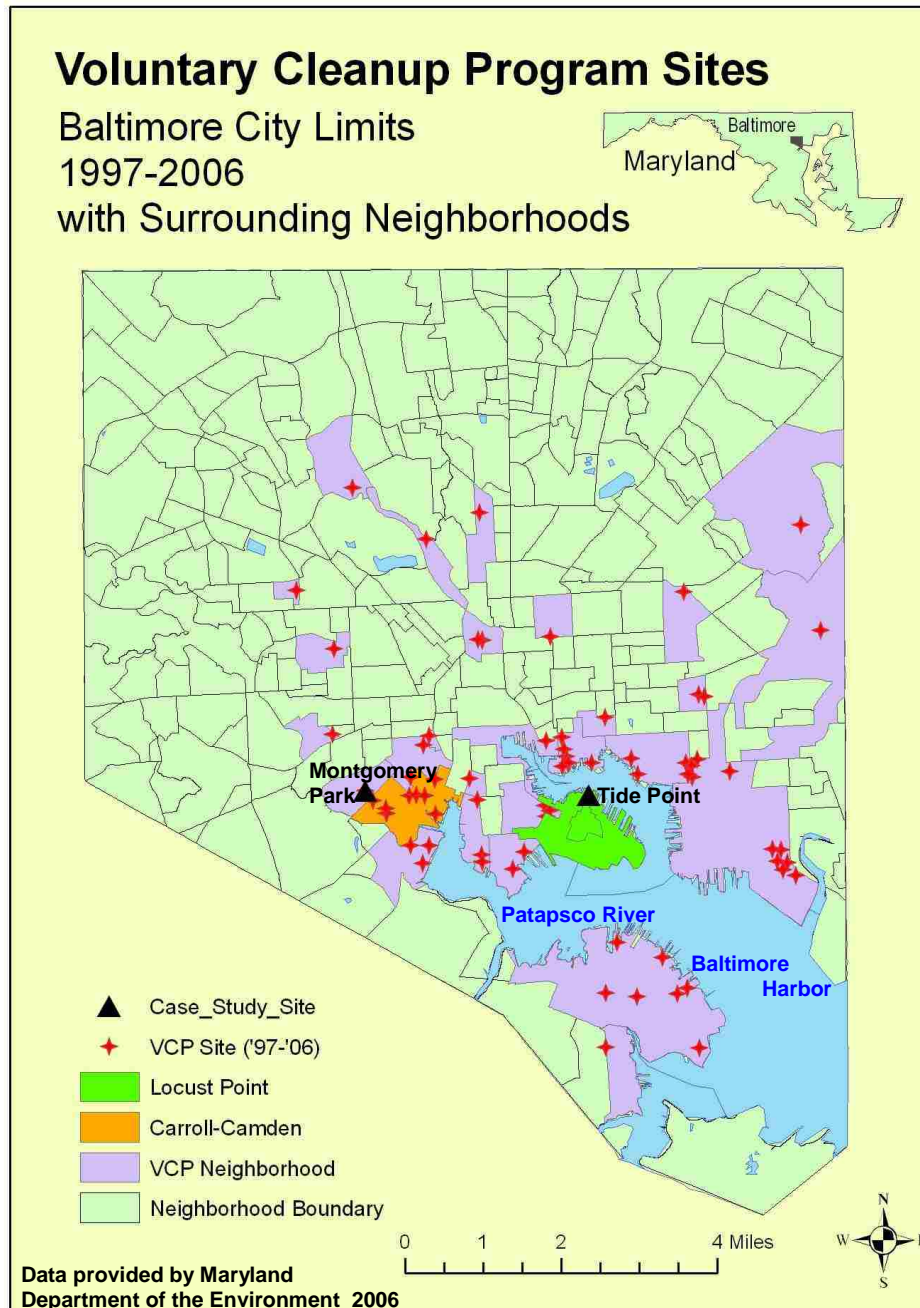 Voluntary Cleanup Program Sites
Baltimore City Limits
1997-2006
with Surrounding Neighborhoods
Baltimore
Maryland
Montgomery
Park
Tide Point
Patapsco River
Baltimore
Harbor
Case_Study_Site
VCP Site ('97-'06)
Locust Point
Carroll-Camden
VCP Neighborhood
Neighborhood Boundary
0 1 2 4 Miles
N
W
S
Data provided by Maryland
Department of the Environment 2006